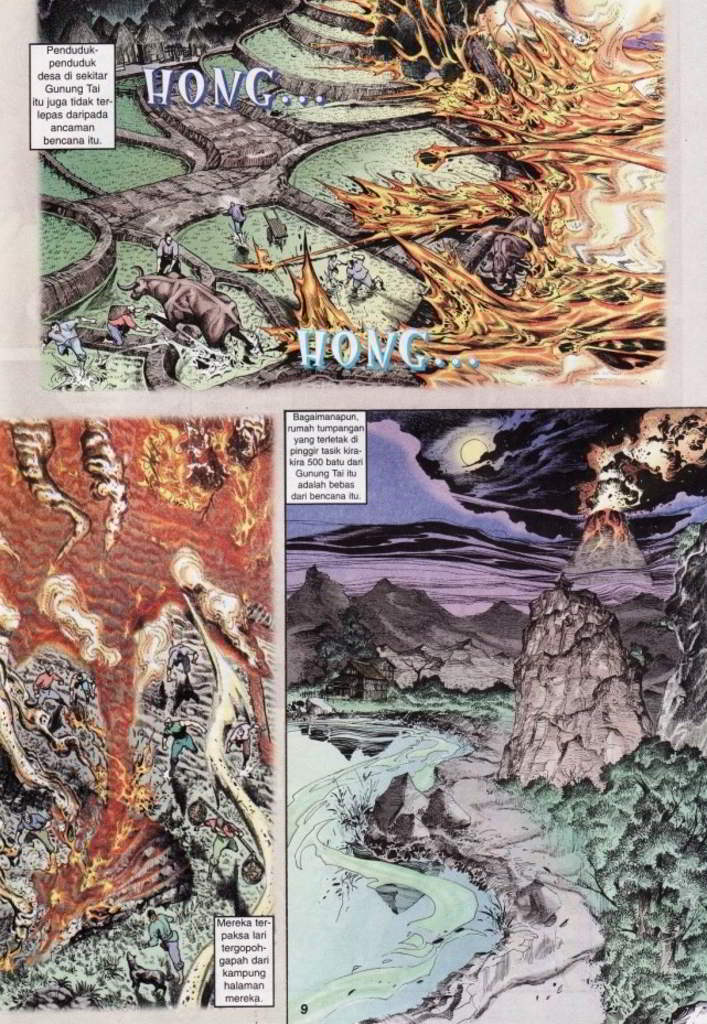 Penduduk-
penduduk
desa di sekitar
Gunung Tai
itu juga tidak ter-
lepas daripada
ancaman
bencana itu.
HONG...
HONG...
Bagaimanapun,
rumah tumpangan
yang terletak di
pinggir tasik kira-
kira 500 batu dari
Gunung Tai itu
adalah bebas
dari bencana itu.
Mereka ter-
paksa lari
tergopoh-
gapah dari
kampung
halaman
mereka.
9